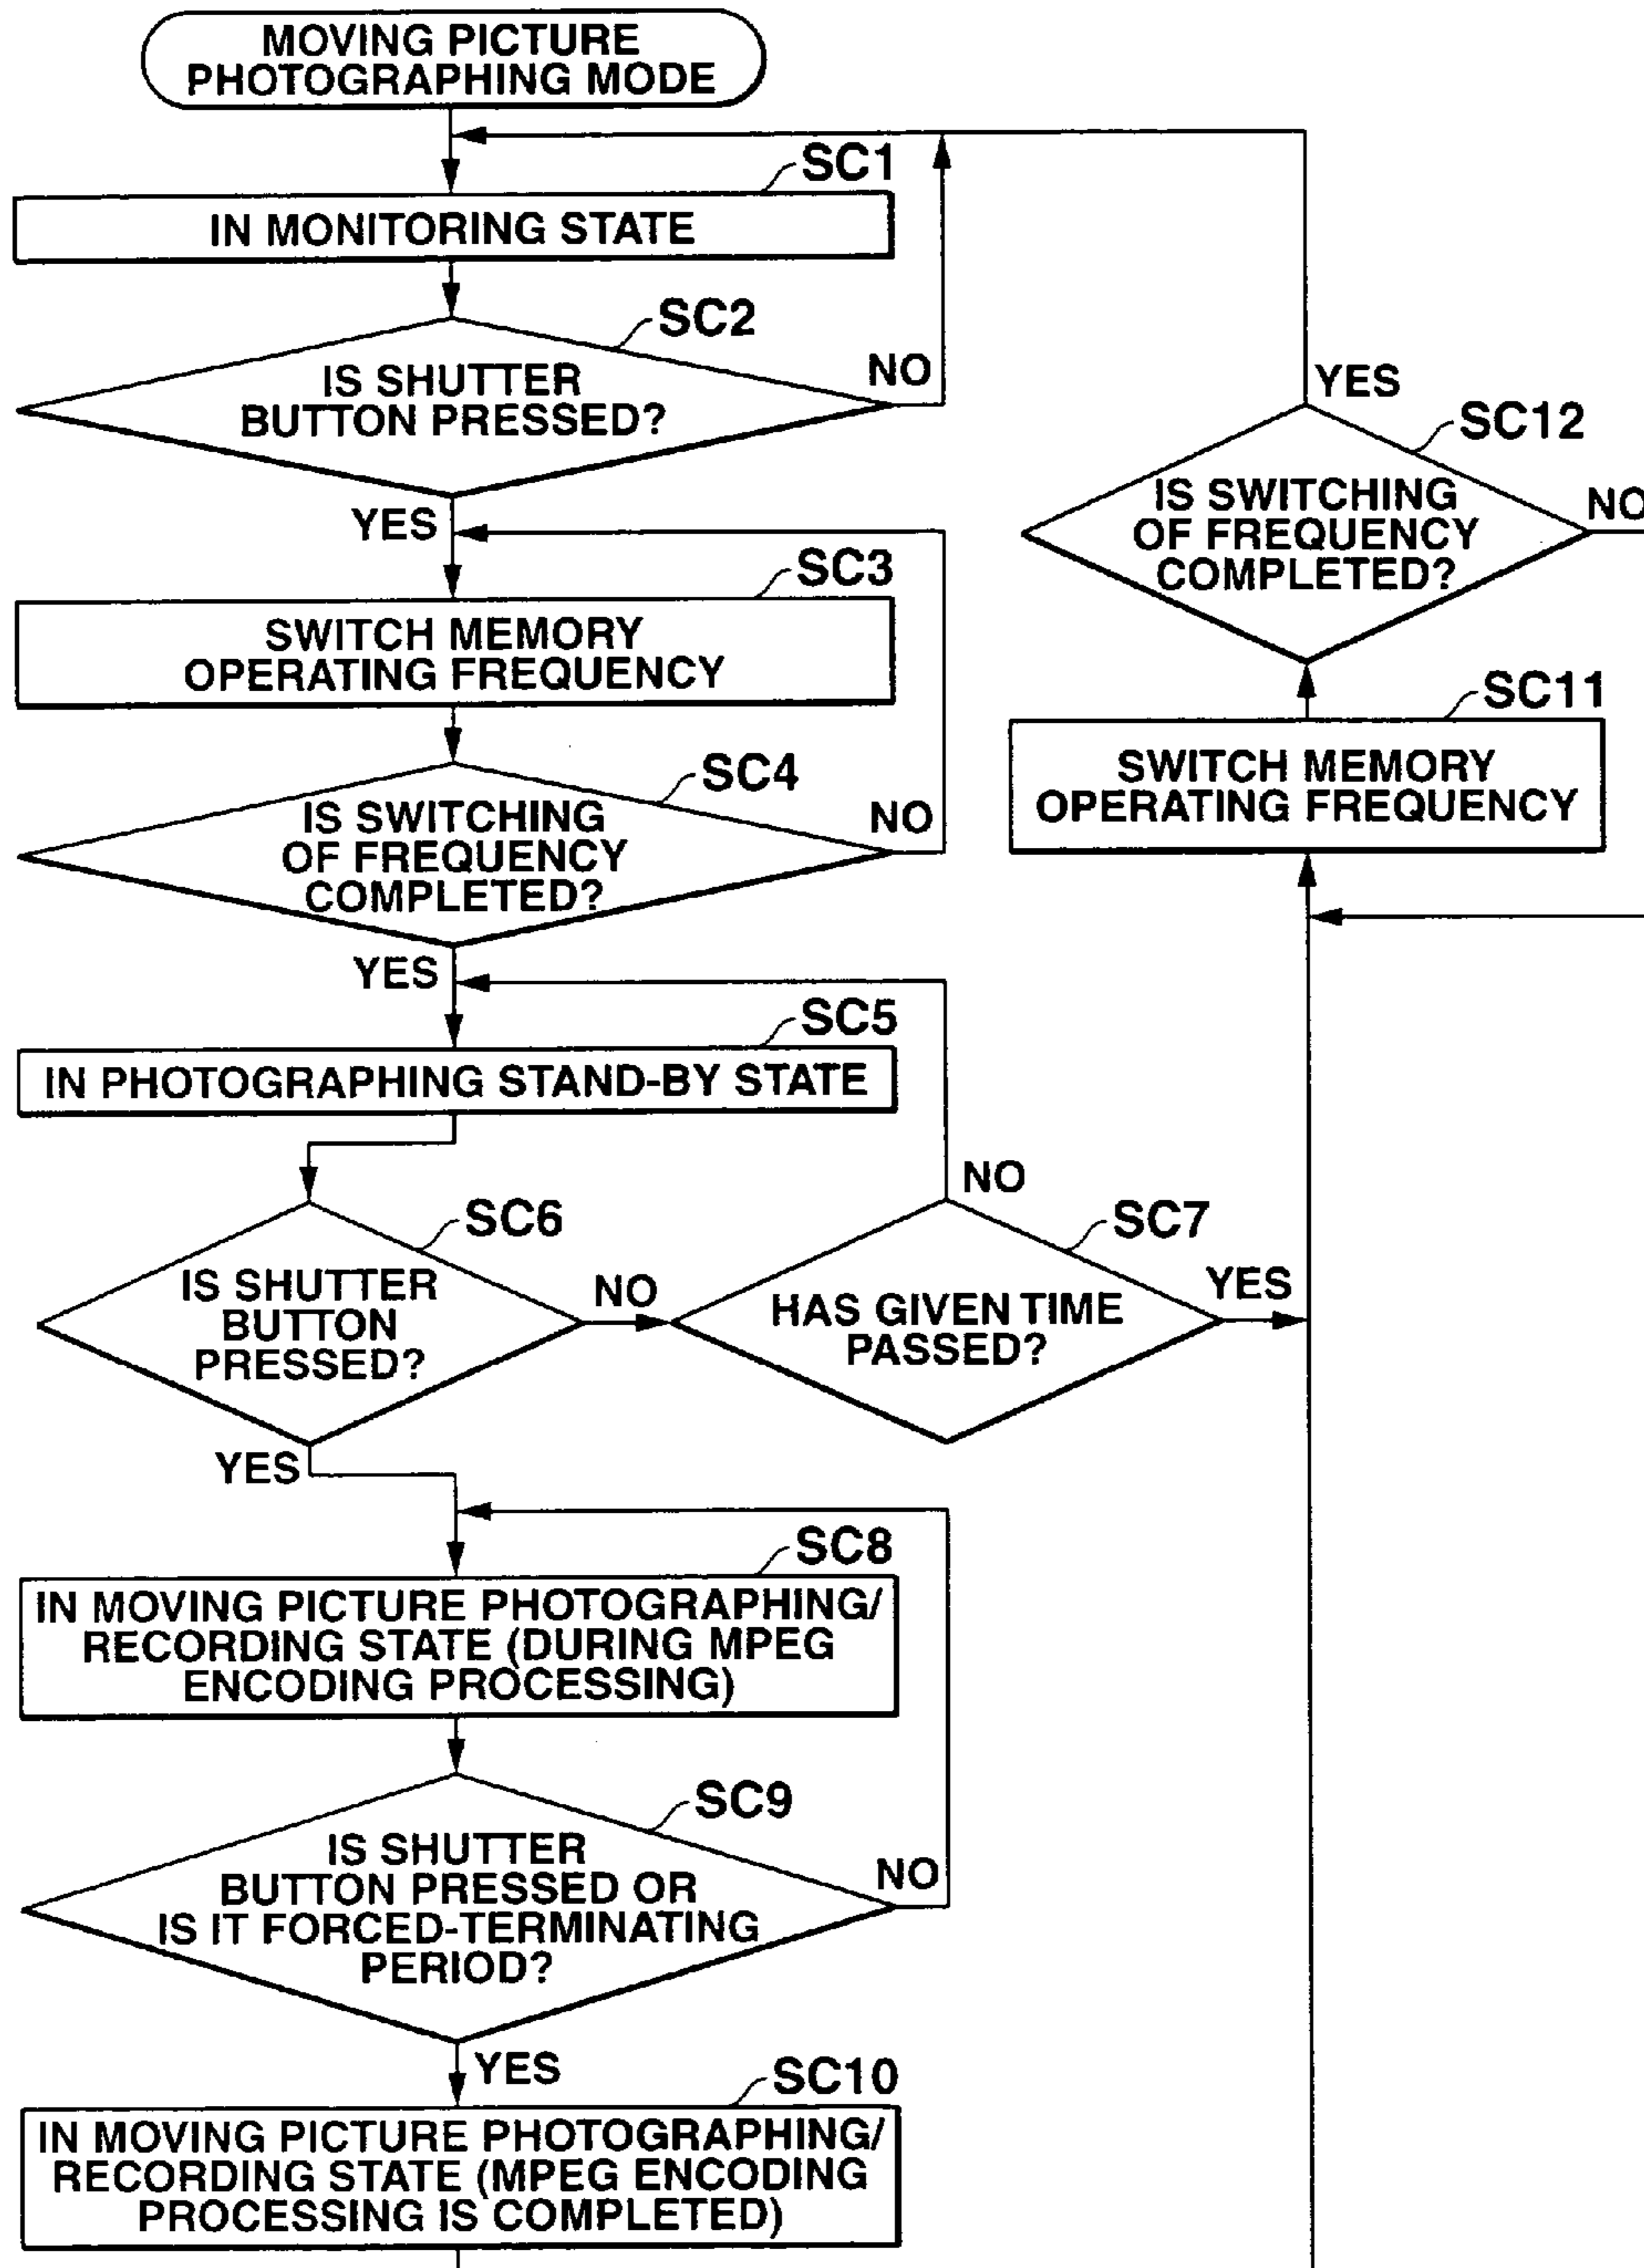 MOVING PICTURE
PHOTOGRAPHING MODE
SC1
IN MONITORING STATE
SC2
IS SHUTTER
BUTTON PRESSED?
NO
YES
SC3
SWITCH MEMORY
OPERATING FREQUENCY
SC4
IS SWITCHING
OF FREQUENCY
COMPLETED?
NO
YES
SC5
IN PHOTOGRAPHING STAND-BY STATE
SC6
IS SHUTTER
BUTTON
PRESSED?
NO
YES
SC7
HAS GIVEN TIME
PASSED?
NO
YES
SC8
IN MOVING PICTURE PHOTOGRAPHING/
RECORDING STATE (DURING MPEG
ENCODING PROCESSING)
SC9
IS SHUTTER
BUTTON PRESSED OR
IS IT FORCED-TERMINATING
PERIOD?
NO
YES
SC10
IN MOVING PICTURE PHOTOGRAPHING/
RECORDING STATE (MPEG ENCODING
PROCESSING IS COMPLETED)
SC11
SWITCH MEMORY
OPERATING FREQUENCY
SC12
IS SWITCHING
OF FREQUENCY
COMPLETED?
YES
NO